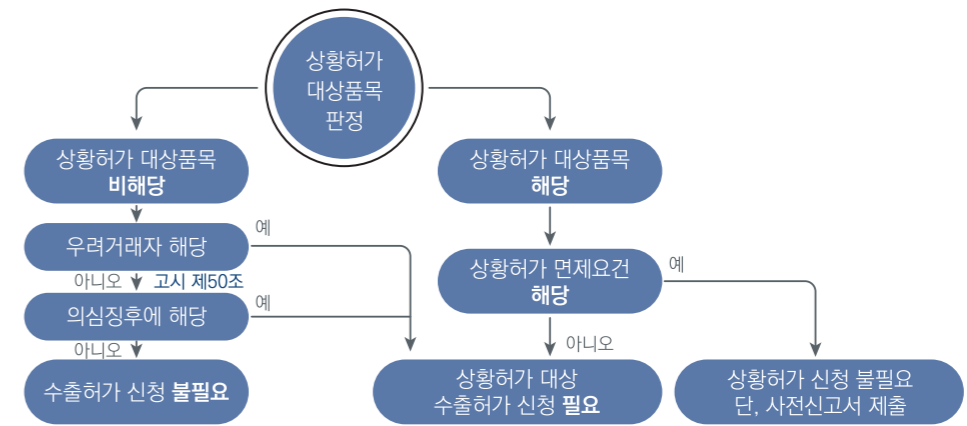 상황허가
대상품목
판정
상황허가 대상품목
비해당
상황허가 대상품목
해당
우려거래자 해당
예
아니오
고시 제50조
의심징후에 해당
예
아니오
수출허가 신청 불필요
상황허가 면제요건
해당
예
아니오
상황허가 대상
수출허가 신청 필요
상황허가 신청 불필요
단, 사전신고서 제출